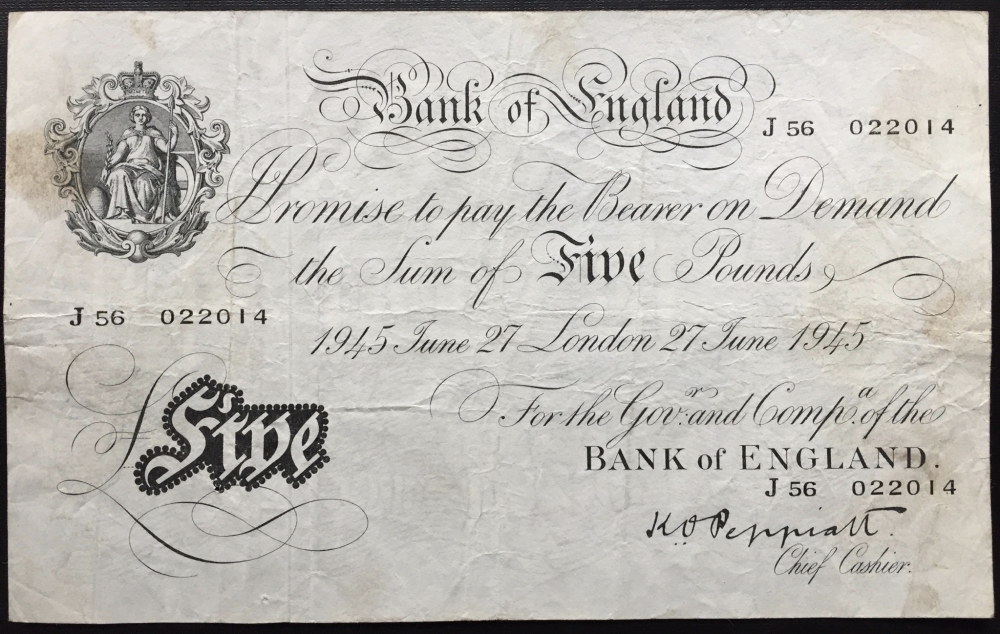 Bank of England
J 56 022014
I Promise to pay the Bearer on Demand
the Sum of Five Pounds
J 56 022014
1945 June 27 London 27 June 1945
For the Gov.r and Comp.a of the
BANK of ENGLAND.
J 56 022014
£Five
K O Peppiatt.
Chief Cashier.